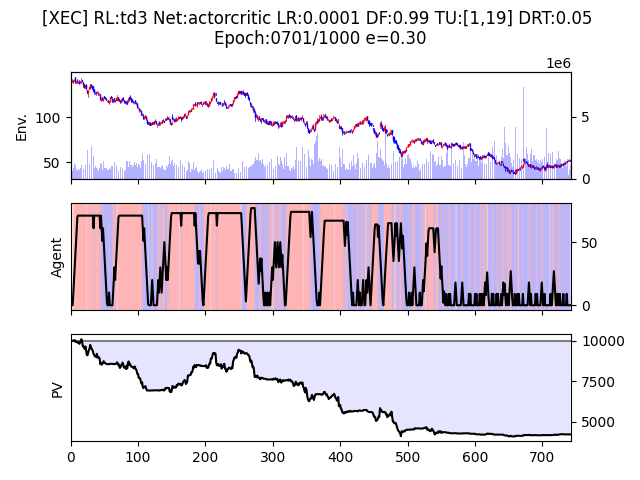 [XEC] RL:td3 Net:actorcritic LR:0.0001 DF:0.99 TU:[1,19] DRT:0.05
Epoch:0701/1000 e=0.30
1e6
Env.
100
50
5
0
Agent
50
0
PV
10000
7500
5000
0 100 200 300 400 500 600 700